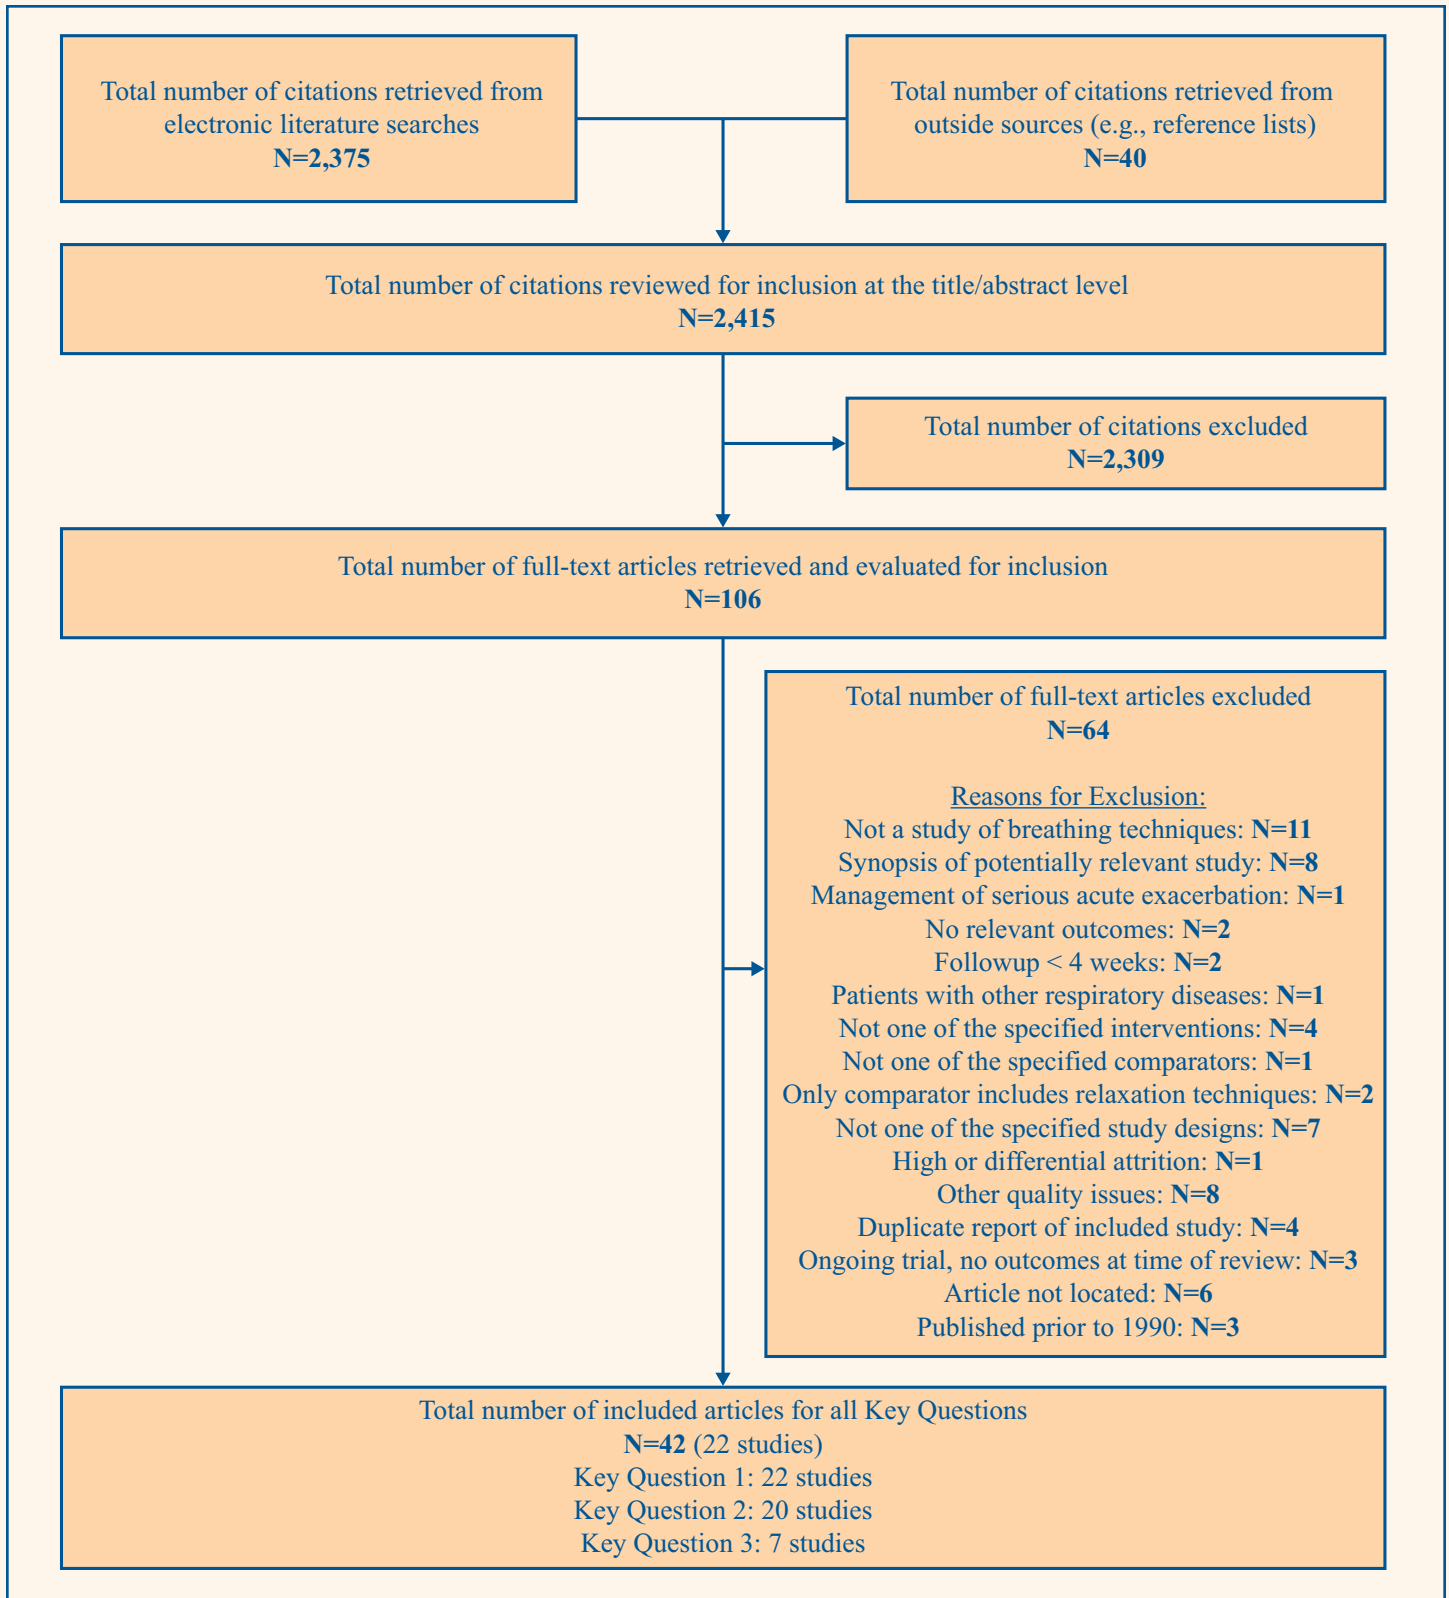 Total number of citations retrieved from
electronic literature searches
N=2,375
Total number of citations retrieved from
outside sources (e.g., reference lists)
N=40
Total number of citations reviewed for inclusion at the title/abstract level
N=2,415
Total number of citations excluded
N=2,309
Total number of full-text articles retrieved and evaluated for inclusion
N=106
Total number of full-text articles excluded
N=64
Reasons for Exclusion:
Not a study of breathing techniques: N=11
Synopsis of potentially relevant study: N=8
Management of serious acute exacerbation: N=1
No relevant outcomes: N=2
Followup < 4 weeks: N=2
Patients with other respiratory diseases: N=1
Not one of the specified interventions: N=4
Not one of the specified comparators: N=1
Only comparator includes relaxation techniques: N=2
Not one of the specified study designs: N=7
High or differential attrition: N=1
Other quality issues: N=8
Duplicate report of included study: N=4
Ongoing trial, no outcomes at time of review: N=3
Article not located: N=6
Published prior to 1990: N=3
Total number of included articles for all Key Questions
N=42 (22 studies)
Key Question 1: 22 studies
Key Question 2: 20 studies
Key Question 3: 7 studies